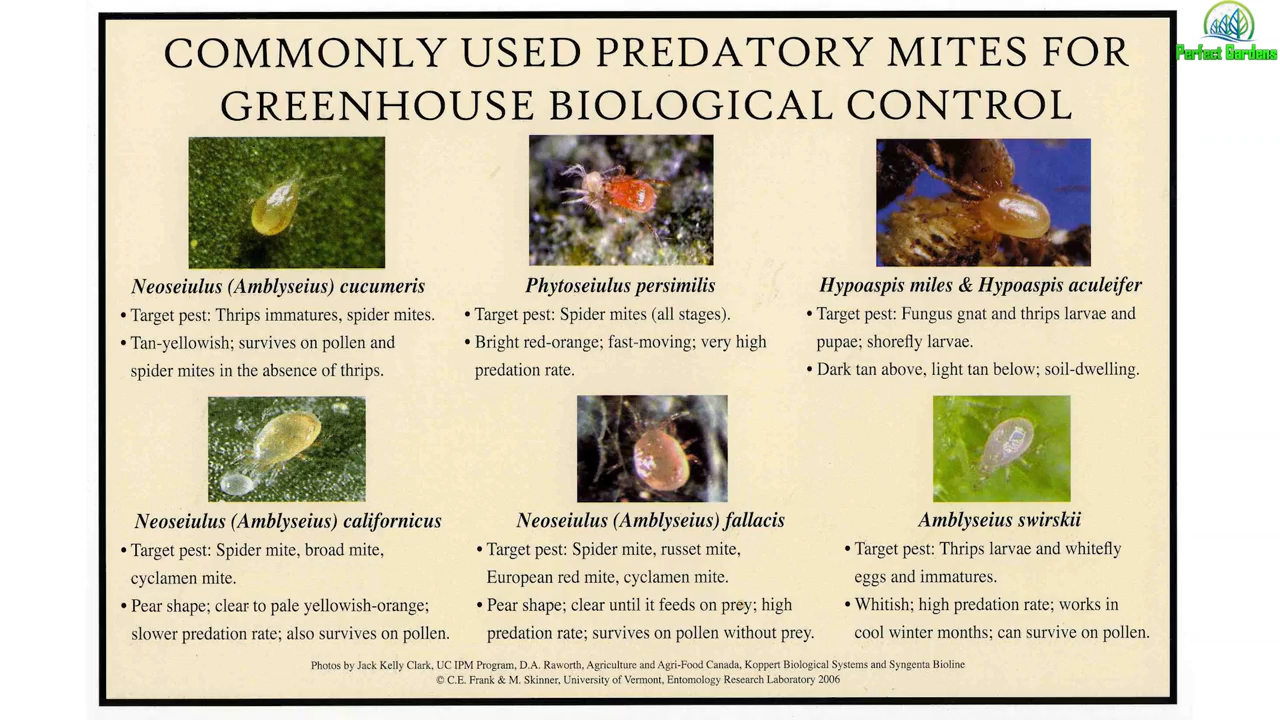 COMMONLY USED PREDATORY MITES FOR
GREENHOUSE BIOLOGICAL CONTROL
Perfect Gardens
Neoseiulus (Amblyseius) cucumeris
• Target pest: Thrips immatures, spider mites.
• Tan-yellowish; survives on pollen and
spider mites in the absence of thrips.
Phytoseiulus persimilis
• Target pest: Spider mites (all stages).
• Bright red-orange; fast-moving; very high
predation rate.
Hypoaspis miles & Hypoaspis aculeifer
• Target pest: Fungus gnat and thrips larvae and
pupae; shorefly larvae.
• Dark tan above, light tan below; soil-dwelling.
Neoseiulus (Amblyseius) californicus
• Target pest: Spider mite, broad mite,
cyclamen mite.
• Pear shape; clear to pale yellowish-orange;
slower predation rate; also survives on pollen.
Neoseiulus (Amblyseius) fallacis
• Target pest: Spider mite, russet mite,
European red mite, cyclamen mite.
• Pear shape; clear until it feeds on prey; high
predation rate; survives on pollen without prey.
Amblyseius swirskii
• Target pest: Thrips larvae and whitefly
eggs and immatures.
• Whitish; high predation rate; works in
cool winter months; can survive on pollen.
Photos by Jack Kelly Clark, UC IPM Program, D.A. Raworth, Agriculture and Agri-Food Canada, Koppert Biological Systems and Syngenta Bioline
© C.E. Frank & M. Skinner, University of Vermont, Entomology Research Laboratory 2006